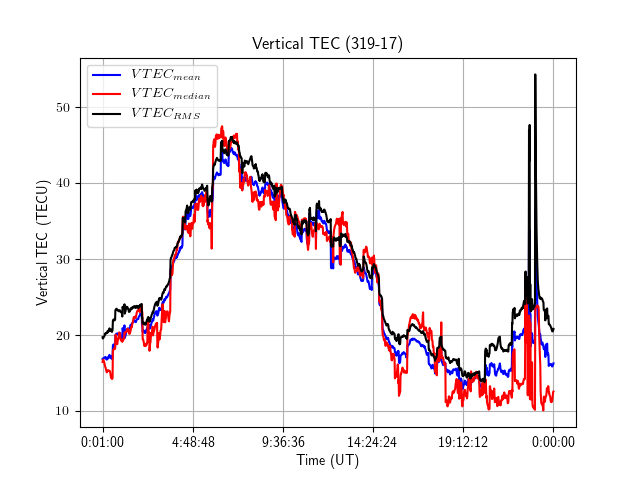 Vertical TEC (319-17)
VTEC_mean
VTEC_median
VTEC_RMS
Vertical TEC (TECU)
50
40
30
20
10
0:01:00 4:48:48 9:36:36 14:24:24 19:12:12 0:00:00
Time (UT)